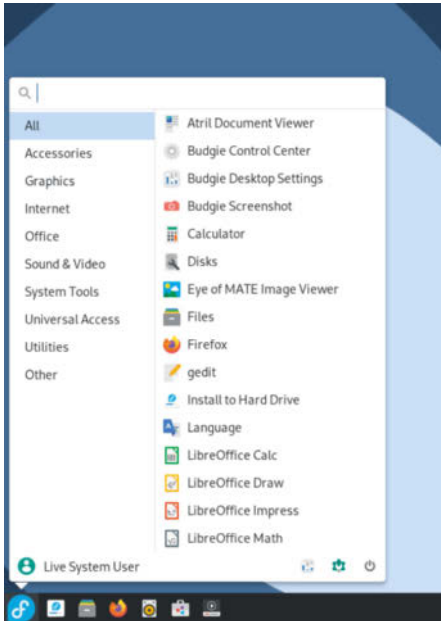 All
Accessories
Graphics
Internet
Office
Sound & Video
System Tools
Universal Access
Utilities
Other
Atril Document Viewer
Budgie Control Center
Budgie Desktop Settings
Budgie Screenshot
Calculator
Disks
Eye of MATE Image Viewer
Files
Firefox
gedit
Install to Hard Drive
Language
LibreOffice Calc
LibreOffice Draw
LibreOffice Impress
LibreOffice Math
Live System User